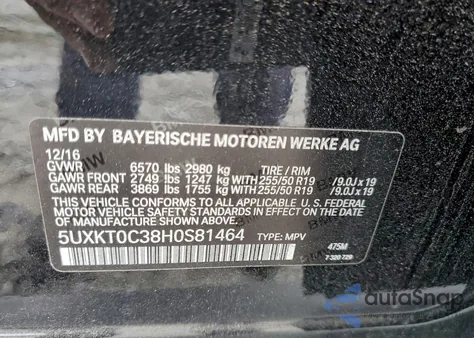 MFD BY BAYERISCHE MOTOREN WERKE AG
12/16
GVWR 6570 lbs 2980 kg TIRE / RIM
GAWR FRONT 2749 lbs 1247 kg WITH 255/50 R19 /9.0J x 19
GAWR REAR 3869 lbs 1755 kg WITH 255/50 R19 /9.0J x 19
THIS VEHICLE CONFORMS TO ALL APPLICABLE U. S. FEDERAL
MOTOR VEHICLE SAFETY STANDARDS IN EFFECT ON THE DATE
OF MANUFACTURE SHOWN ABOVE.
5UXKT0C38H0S81464 TYPE: MPV
475M
7 320 729
autoSnap